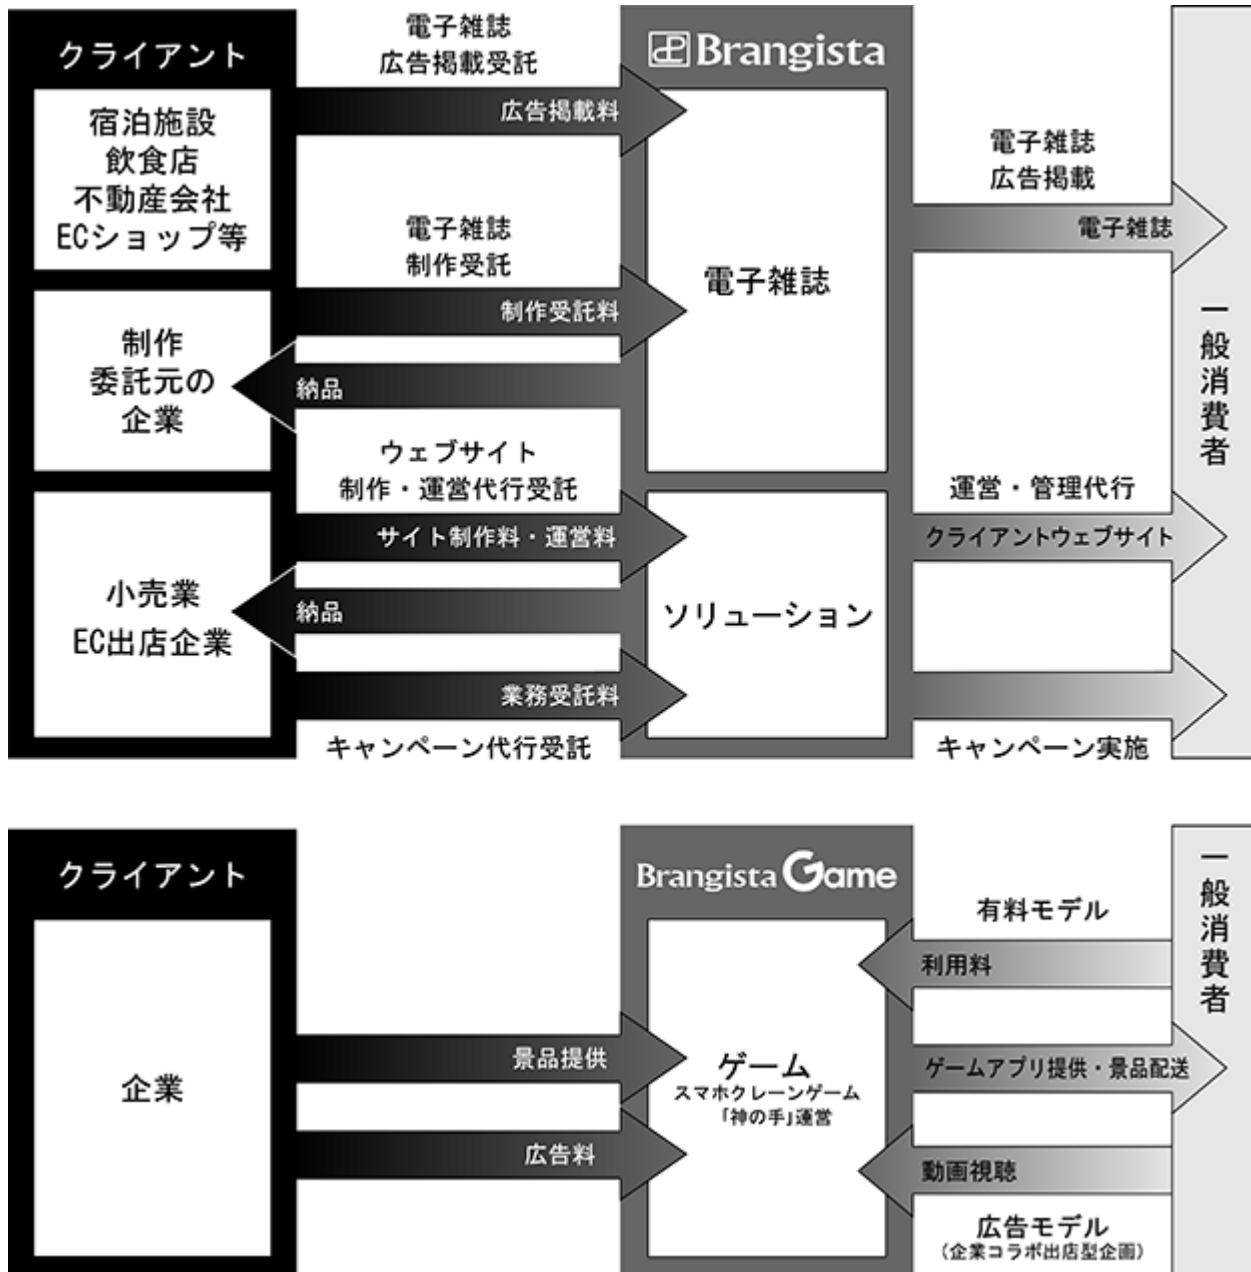 クライアント
宿泊施設
飲食店
不動産会社
ECショップ等
制作
委託元の
企業
小売業
EC出店企業
電子雑誌
広告掲載受託
広告掲載料
電子雑誌
制作受託
制作受託料
納品
ウェブサイト
制作・運営代行受託
サイト制作料・運営料
納品
業務受託料
キャンペーン代行受託
Brangista
電子雑誌
ソリューション
電子雑誌
広告掲載
電子雑誌
運営・管理代行
クライアントウェブサイト
キャンペーン実施
一般消費者
クライアント
企業
景品提供
広告料
Brangista Game
ゲーム
スマホクレーンゲーム
「神の手」運営
有料モデル
利用料
ゲームアプリ提供・景品配送
動画視聴
広告モデル
(企業コラボ出店型企画)
一般消費者